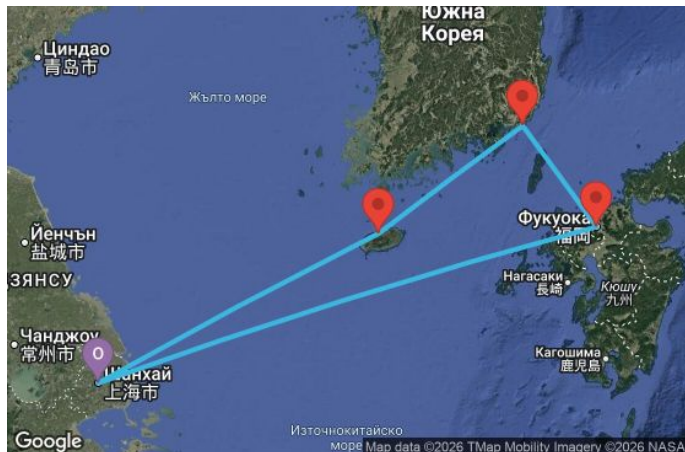 Южна
Корея
Циндао
青岛市
Жълто море
Йенчън
盐城市
ДЗЯНСУ
Фукуока
福岡
Нагасаки
長崎
Кюшу
九州
Чанджоу
常州市
O
Шанхай
上海市
Кагошима
鹿児島
Източнокитайско
море
Google
Map data ©2026 TMap Mobility Imagery ©2026 NASA